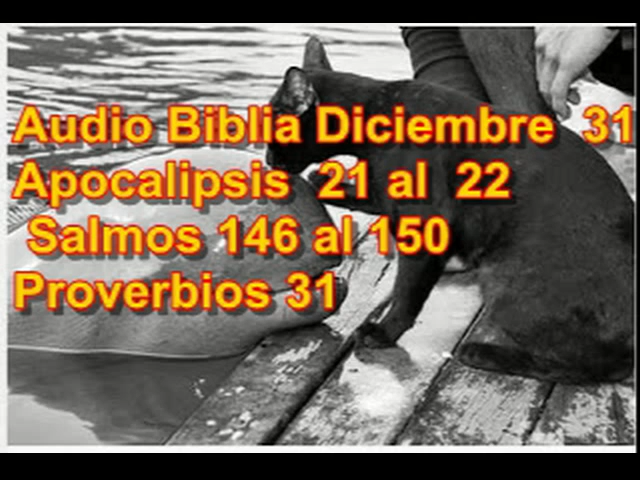 Audio Biblia Diciembre 31
Apocalipsis 21 al 22
Salmos 146 al 150
Proverbios 31